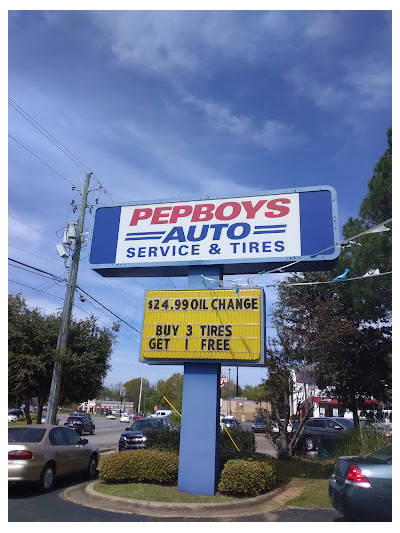 PEPBOYS
AUTO
SERVICE & TIRES
$24.99 OIL CHANGE
BUY 3 TIRES
GET 1 FREE